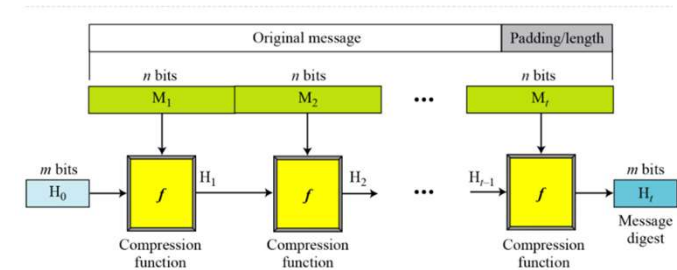 Original message
Padding/length
n bits
n bits
n bits
M1
M2
...
Mt
m bits
H0
f
H1
f
H2
...
Ht–1
f
m bits
Ht
Compression
function
Compression
function
Compression
function
Message
digest